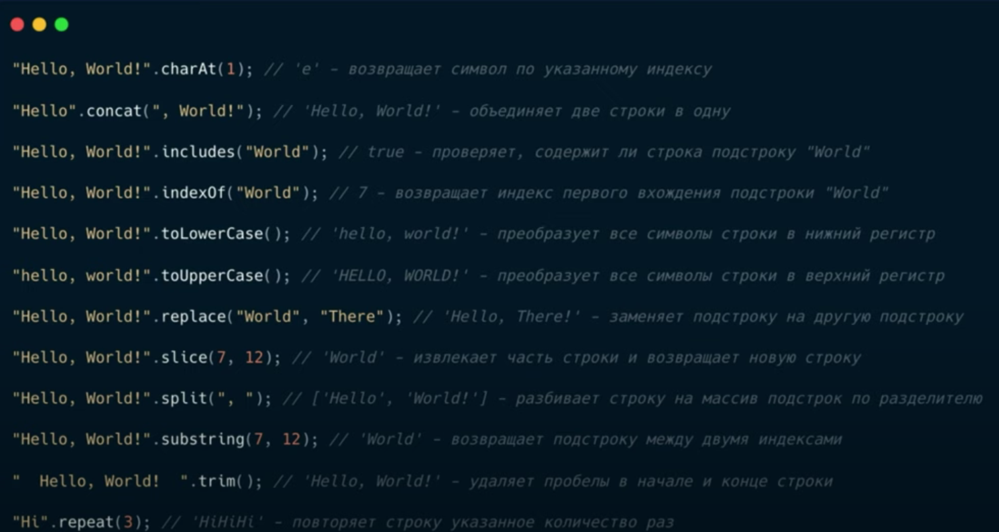 "Hello, World!".charAt(1); // 'e' – возвращает символ по указанному индексу
"Hello".concat(", World!"); // 'Hello, World!' – объединяет две строки в одну
"Hello, World!".includes("World"); // true – проверяет, содержит ли строка подстроку "World"
"Hello, World!".indexOf("World"); // 7 – возвращает индекс первого вхождения подстроки "World"
"Hello, World!".toLowerCase(); // 'hello, world!' – преобразует все символы строки в нижний регистр
"hello, world!".toUpperCase(); // 'HELLO, WORLD!' – преобразует все символы строки в верхний регистр
"Hello, World!".replace("World", "There"); // 'Hello, There!' – заменяет подстроку на другую подстроку
"Hello, World!".slice(7, 12); // 'World' – извлекает часть строки и возвращает новую строку
"Hello, World!".split(", "); // ['Hello', 'World!'] – разбивает строку на массив подстрок по разделителю
"Hello, World!".substring(7, 12); // 'World' – возвращает подстроку между двумя индексами
"  Hello, World!  ".trim(); // 'Hello, World!' – удаляет пробелы в начале и конце строки
"Hi".repeat(3); // 'HiHiHi' – повторяет строку указанное количество раз